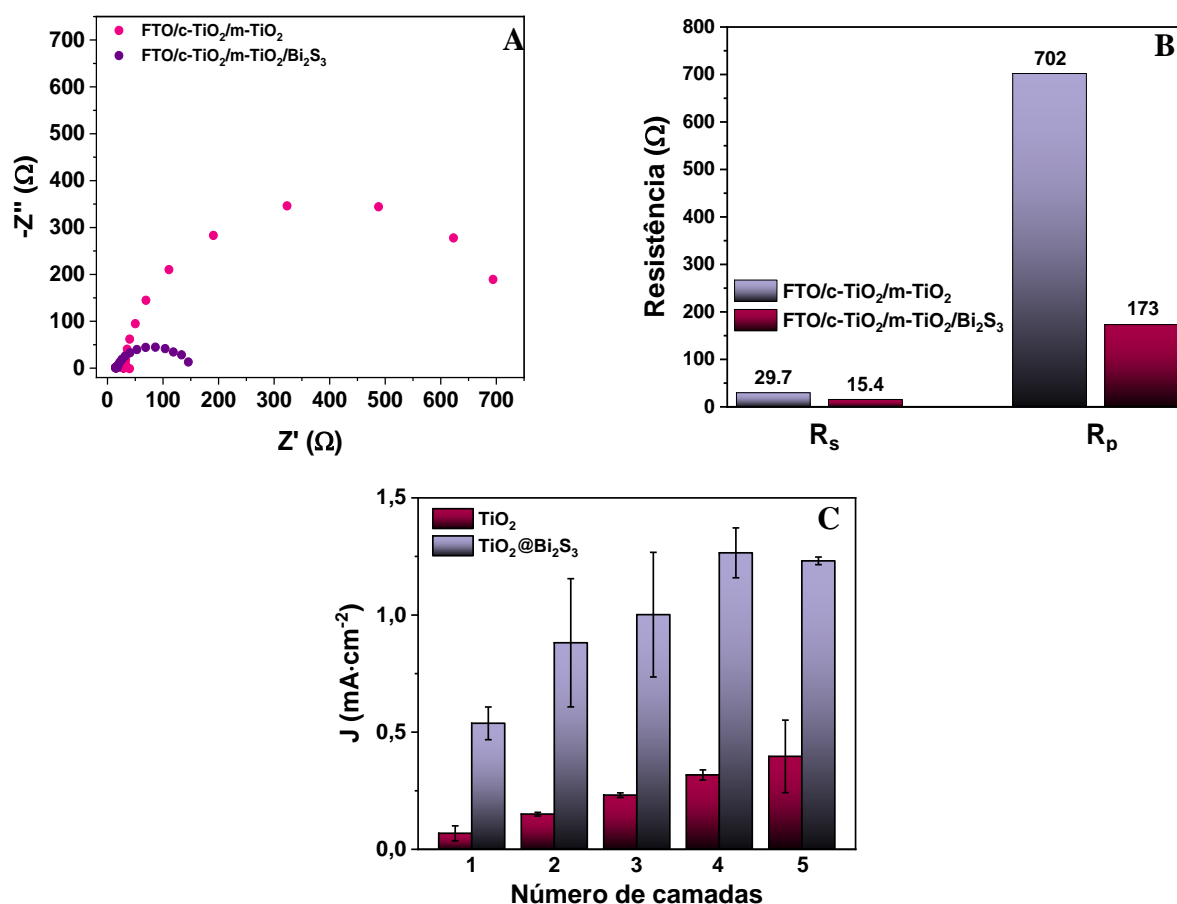 A
FTO/c-TiO₂/m-TiO₂
FTO/c-TiO₂/m-TiO₂/Bi₂S₃
700
600
500
400
300
200
100
0
0 100 200 300 400 500 600 700
-Z'' (Ω)
Z' (Ω)
B
800
700
600
500
400
300
200
100
0
Resistência (Ω)
702
173
29.7
15.4
FTO/c-TiO₂/m-TiO₂
FTO/c-TiO₂/m-TiO₂/Bi₂S₃
Rₛ Rₚ
C
TiO₂
TiO₂@Bi₂S₃
1,5
1,0
0,5
0,0
J (mA·cm⁻²)
1 2 3 4 5
Número de camadas